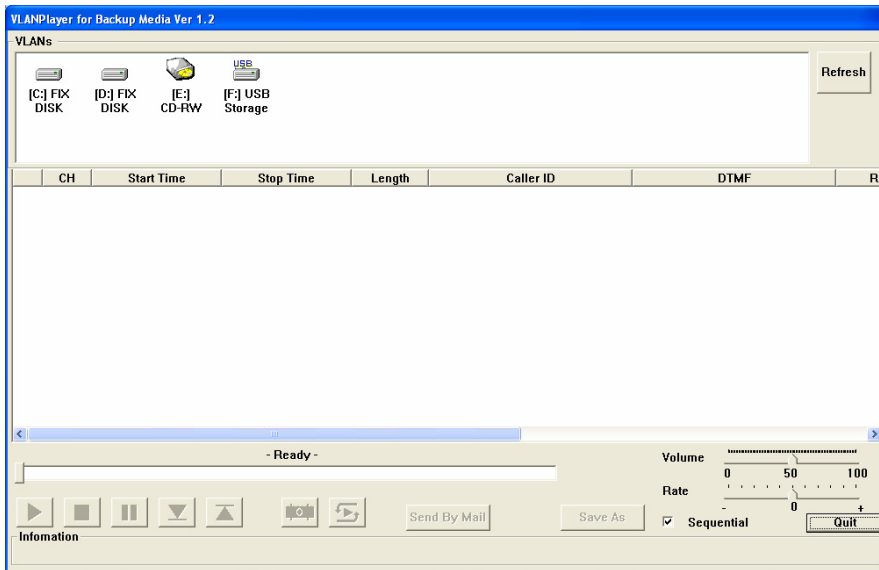 VLANPlayer for Backup Media Ver 1.2
VLANs
USB
[C:] FIX DISK
[D:] FIX DISK
[E:] CD-RW
[F:] USB Storage
Refresh
CH Start Time Stop Time Length Caller ID DTMF R
- Ready -
Volume
0 50 100
Rate
- 0 +
Send By Mail
Save As
Sequential
Quit
Infomation